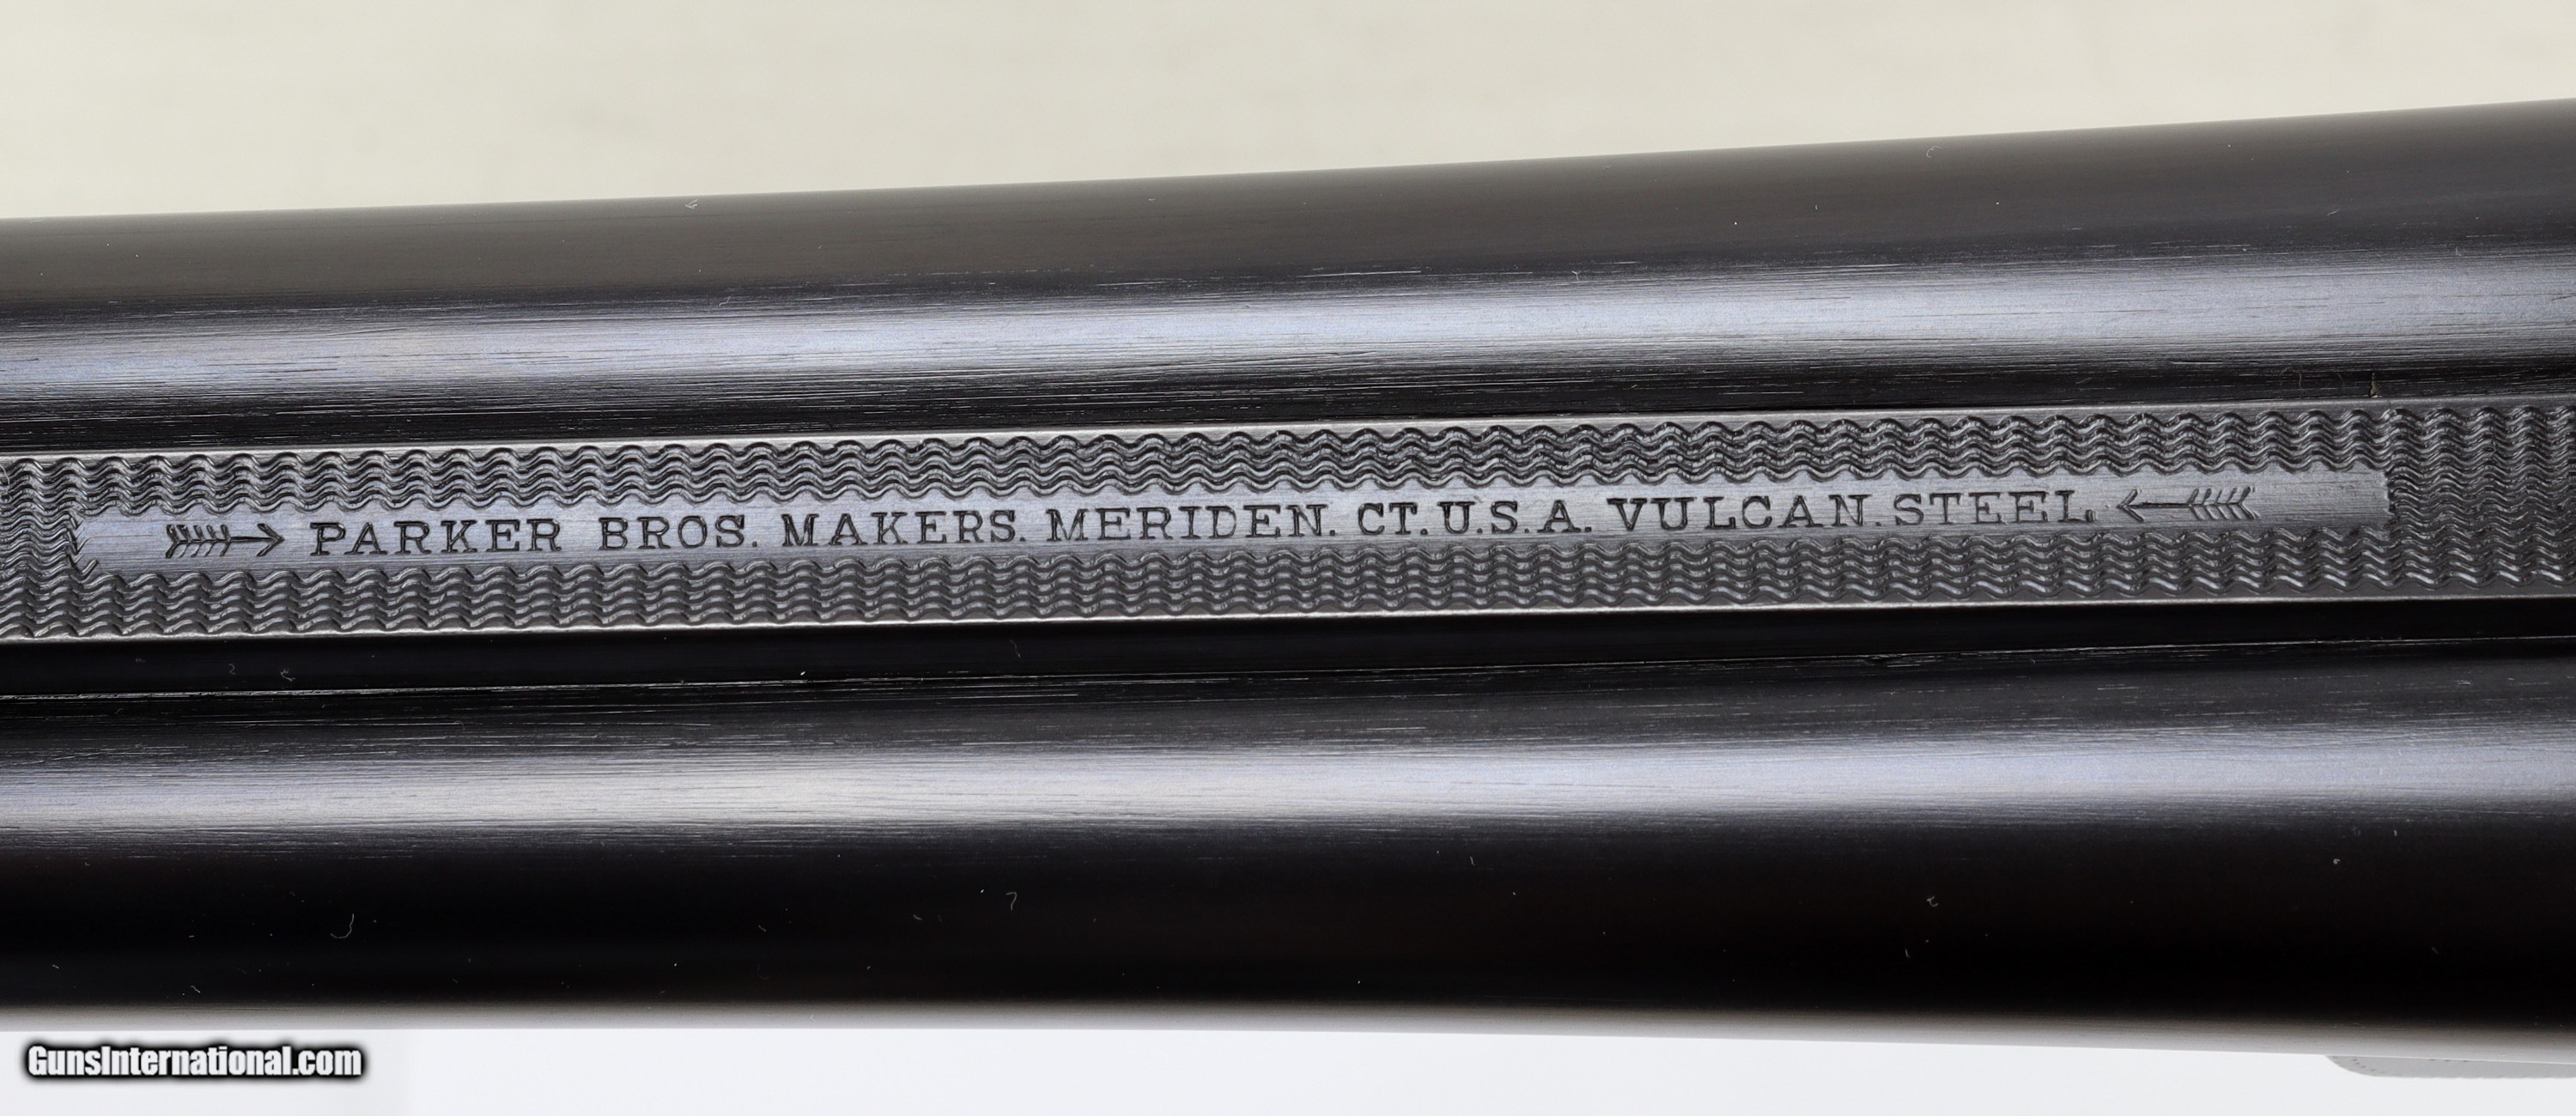 PARKER BROS. MAKERS. MERIDEN. CT. U.S.A. VULCAN. STEEL.
GunsInternational.com